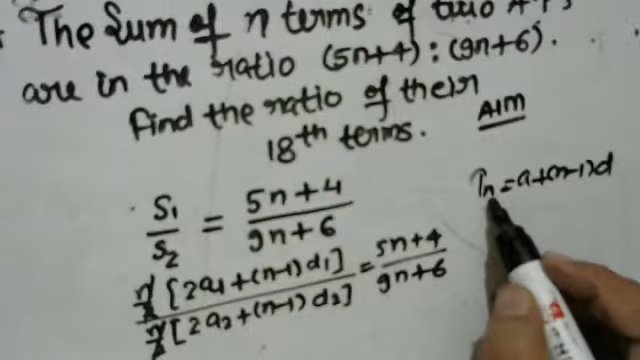 The Sum of n terms of two A.P's
are in the ratio (5n+4) : (9n+6).
find the ratio of their
18th terms.
AIM
Tn = a+(n-1)d
S1/S2 = 5n+4/9n+6
n/2 [2a1+(n-1)d1] / n/2 [2a2+(n-1)d2] = 5n+4/9n+6